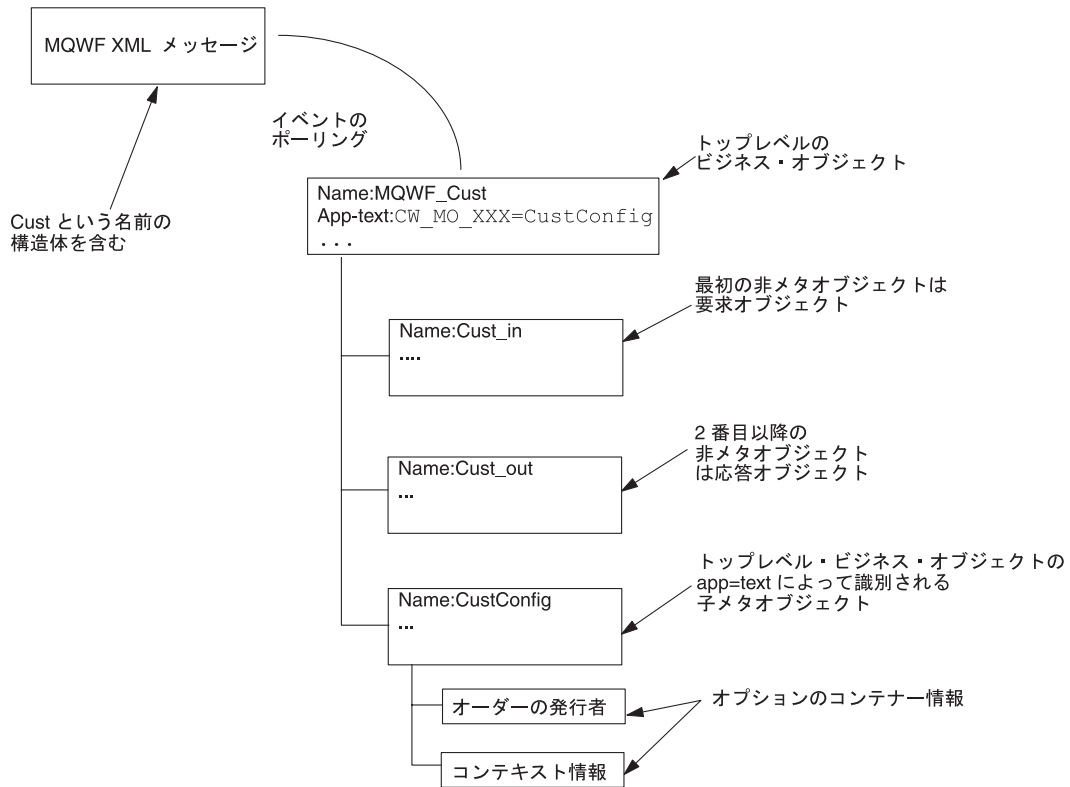 MQWF XML メッセージ
イベントの
ポーリング
トップレベルの
ビジネス・オブジェクト
Name:MQWF_Cust
App-text:CW_MO_XXX=CustConfig
...
Cust という名前の
構造体を含む
最初の非メタオブジェクトは
要求オブジェクト
Name:Cust_in
....
2 番目以降の
非メタオブジェクト
は応答オブジェクト
Name:Cust_out
...
トップレベル・ビジネス・オブジェクトの
app=text によって識別される
子メタオブジェクト
Name:CustConfig
...
オーダーの発行者
オプションのコンテナー情報
コンテキスト情報